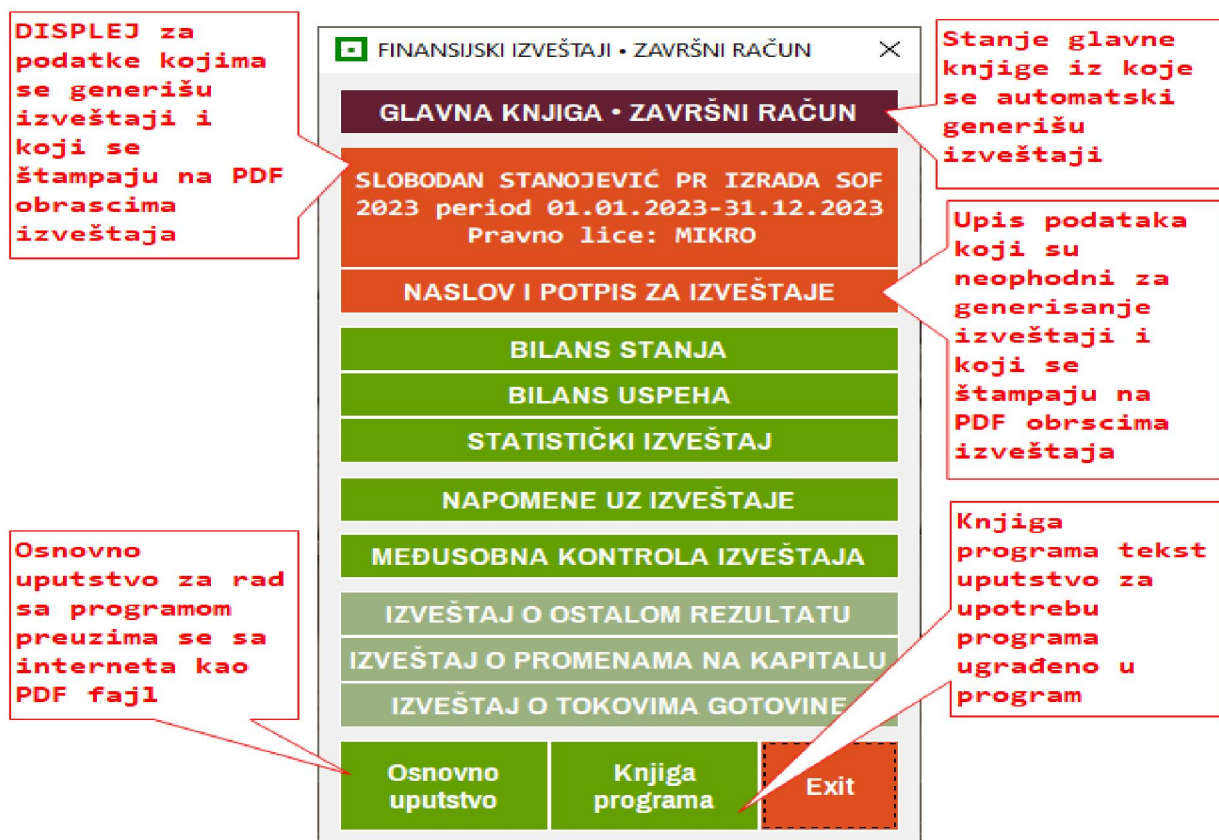 DISPLEJ za
podatke kojima
se generišu
izveštaji i
koji se
štampaju na PDF
obrascima
izveštaja
FINANSIJSKI IZVEŠTAJI • ZAVRŠNI RAČUN
GLAVNA KNJIGA • ZAVRŠNI RAČUN
Stanje glavne
knjige iz koje
se automatski
generišu
izveštaji
SLOBODAN STANOJEVIĆ PR IZRADA SOF
2023 period 01.01.2023-31.12.2023
Pravno lice: MIKRO
NASLOV I POTPIS ZA IZVEŠTAJE
Upis podataka
koji su
neophodni za
generisanje
izveštaji i
koji se
štampaju na
PDF obrscima
izveštaja
BILANS STANJA
BILANS USPEHA
STATISTIČKI IZVEŠTAJ
NAPOMENE UZ IZVEŠTAJE
MEĐUSOBNA KONTROLA IZVEŠTAJA
IZVEŠTAJ O OSTALOM REZULTATU
IZVEŠTAJ O PROMENAMA NA KAPITALU
IZVEŠTAJ O TOKOVIMA GOTOVINE
Osnovno
uputstvo za rad
sa programom
preuzima se sa
interneta kao
PDF fajl
Knjiga
programa tekst
uputstvo za
upotrebu
programa
ugrađeno u
program
Osnovno
uputstvo
Knjiga
programa
Exit